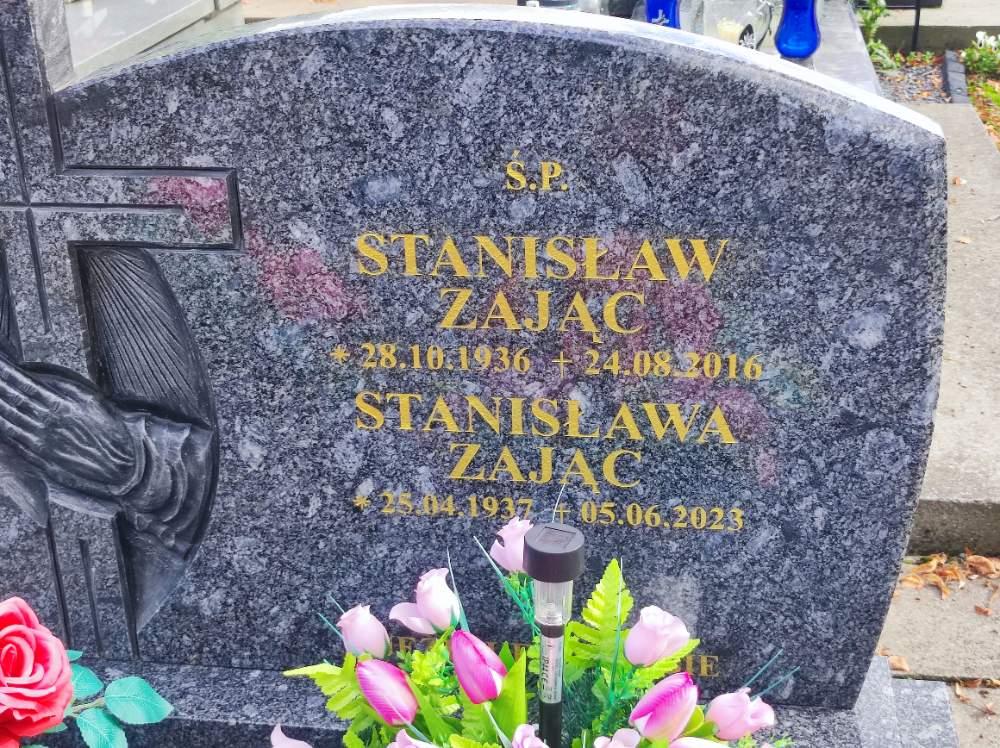 Ś.P.
STANISŁAW
ZAJĄC
* 28.10.1936 + 24.08.2016
STANISŁAWA
ZAJĄC
* 25.04.1937 + 05.06.2023